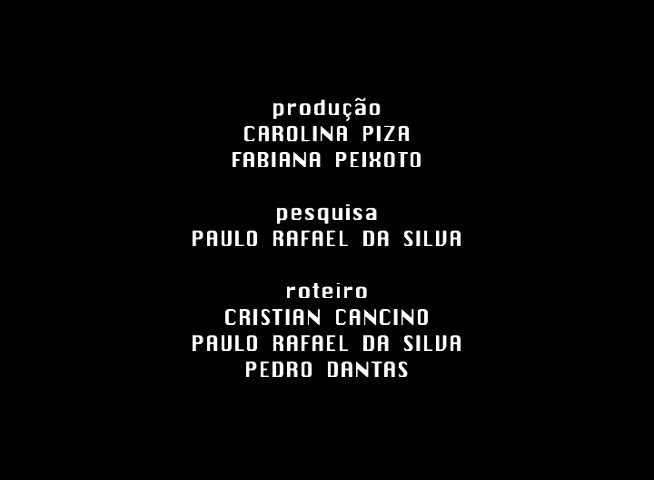 produção
CAROLINA PIZA
FABIANA PEIXOTO
pesquisa
PAULO RAFAEL DA SILVA
roteiro
CRISTIAN CANCINO
PAULO RAFAEL DA SILVA
PEDRO DANTAS